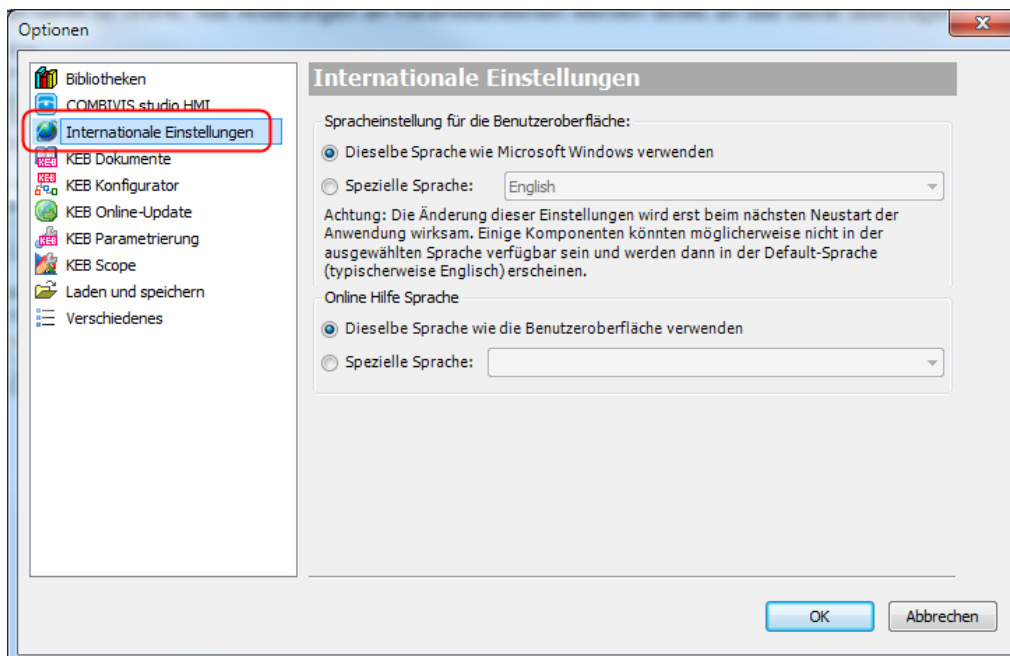 Optionen
Bibliotheken
COMBIVIS studio HMI
Internationale Einstellungen
KEB Dokumente
KEB Konfigurator
KEB Online-Update
KEB Parametrierung
KEB Scope
Laden und speichern
Verschiedenes
Internationale Einstellungen
Spracheinstellung für die Benutzeroberfläche:
Dieselbe Sprache wie Microsoft Windows verwenden
Spezielle Sprache: English
Achtung: Die Änderung dieser Einstellungen wird erst beim nächsten Neustart der
Anwendung wirksam. Einige Komponenten könnten möglicherweise nicht in der
ausgewählten Sprache verfügbar sein und werden dann in der Default-Sprache
(typischerweise Englisch) erscheinen.
Online Hilfe Sprache
Dieselbe Sprache wie die Benutzeroberfläche verwenden
Spezielle Sprache:
OK
Abbrechen